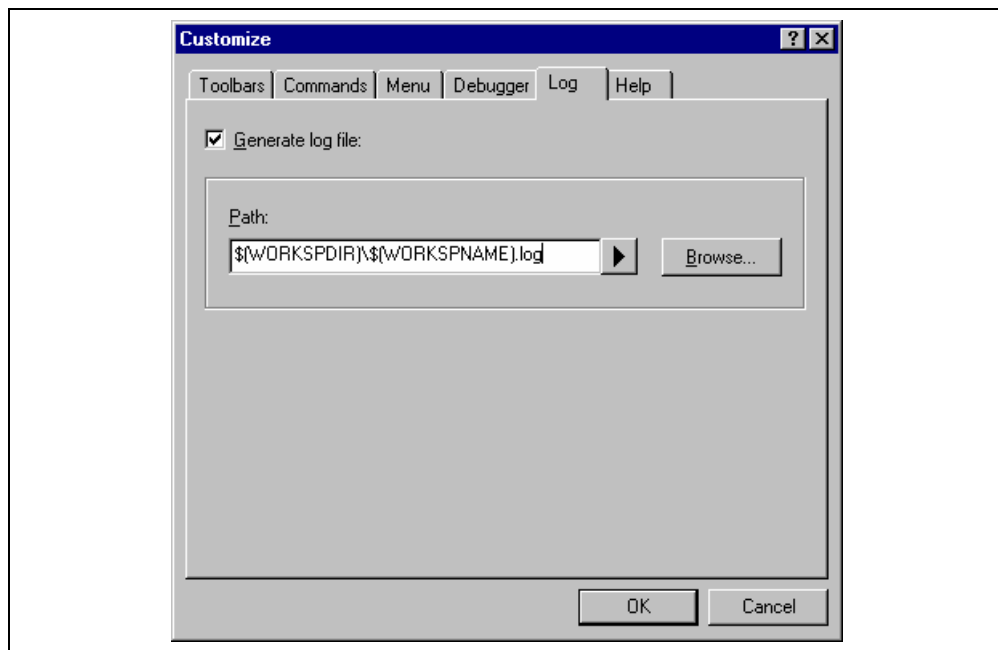 Customize
Toolbars Commands Menu Debugger Log Help
Generate log file:
Path:
$(WORKSPDIR)\$(WORKSPNAME).log
Browse...
OK Cancel